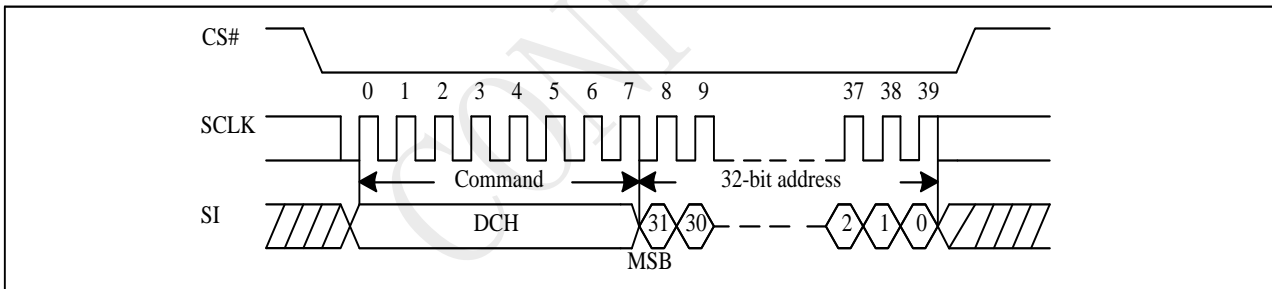 CONF
CS#
0 1 2 3 4 5 6 7 8 9 37 38 39
SCLK
Command 32-bit address
SI DCH 31 30 2 1 0
MSB